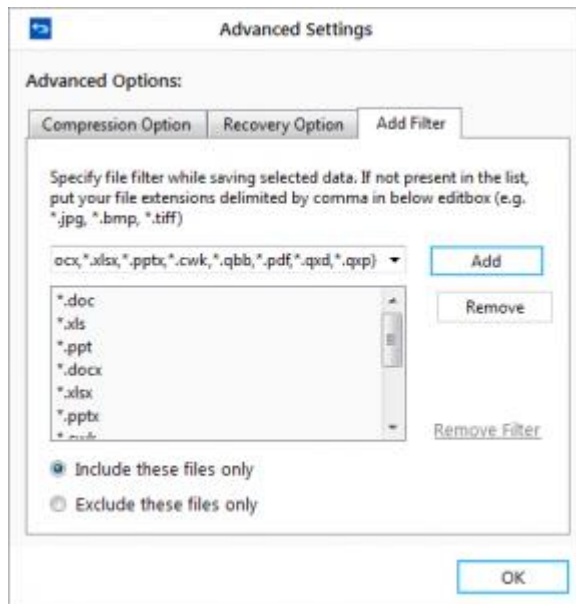 Advanced Settings
Advanced Options:
Compression Option
Recovery Option
Add Filter
Specify file filter while saving selected data. If not present in the list,
put your file extensions delimited by comma in below editbox (e.g.
*.jpg, *.bmp, *.tiff)
ocx,*.xlsx,*.pptx,*.cwk,*.qbb,*.pdf,*.qxd,*.qxp)
Add
*.doc
*.xls
*.ppt
*.docx
*.xlsx
*.pptx
*.cwk
Remove
Remove Filter
Include these files only
Exclude these files only
OK